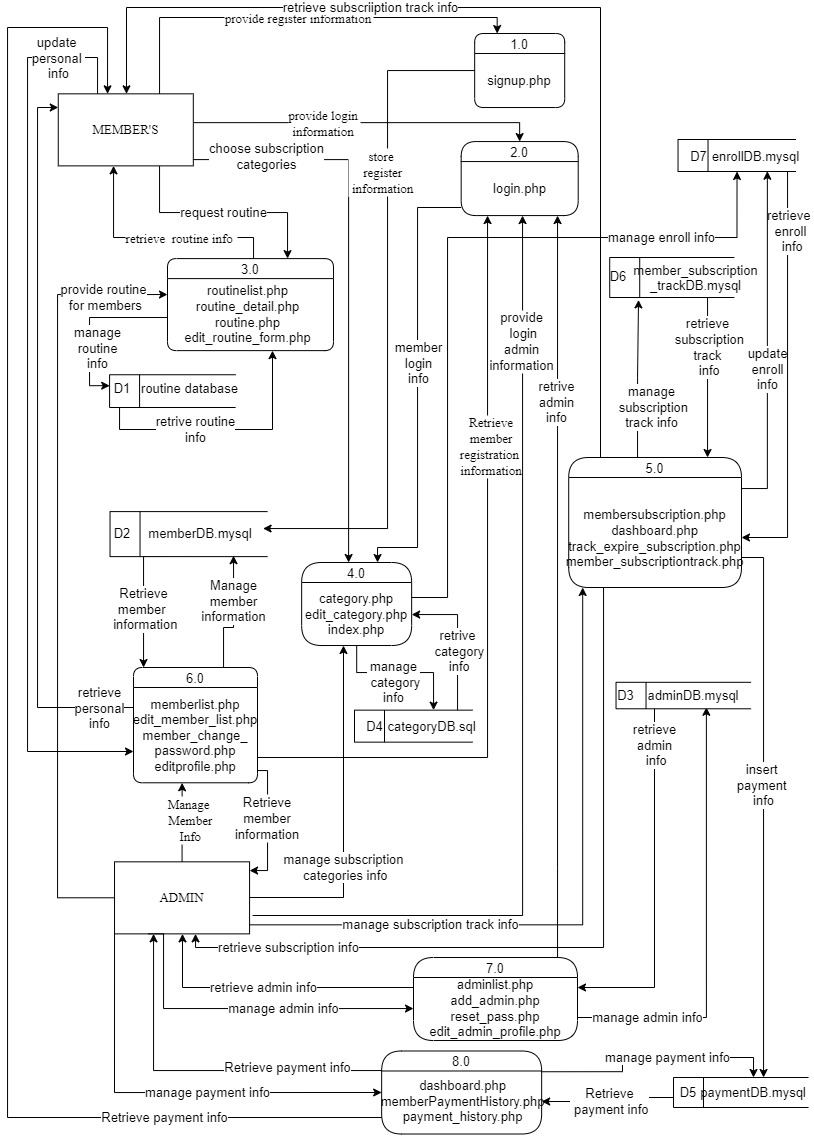 retrieve subscriiption track info
provide register information
update
personal
info
1.0
signup.php
MEMBER'S
provide login
information
choose subscription
categories
store
register
information
2.0
login.php
D7 enrollDB.mysql
request routine
retrieve routine info
manage enroll info
retrieve
enroll
info
3.0
routinelist.php
routine_detail.php
routine.php
edit_routine_form.php
D6 member_subscription
_trackDB.mysql
provide routine
for members
manage
routine
info
D1 routine database
retrive routine
info
member
login
info
provide
login
admin
information
retrive
admin
info
retrieve
subscription
track
info
update
enroll
info
manage
subscription
track info
Retrieve
member
registration
information
5.0
membersubscription.php
dashboard.php
track_expire_subscription.php
member_subscriptiontrack.php
D2 memberDB.mysql
Retrieve
member
information
Manage
member
information
4.0
category.php
edit_category.php
index.php
retrive
category
info
manage
category
info
D4 categoryDB.sql
6.0
memberlist.php
edit_member_list.php
member_change_
password.php
editprofile.php
retrieve
personal
info
D3 adminDB.mysql
retrieve
admin
info
insert
payment
info
Manage
Member
Info
Retrieve
member
information
manage subscription
categories info
ADMIN
manage subscription track info
retrieve subscription info
7.0
adminlist.php
add_admin.php
reset_pass.php
edit_admin_profile.php
retrieve admin info
manage admin info
manage admin info
8.0
dashboard.php
memberPaymentHistory.php
payment_history.php
Retrieve payment info
manage payment info
Retrieve payment info
manage payment info
Retrieve
payment info
D5 paymentDB.mysql